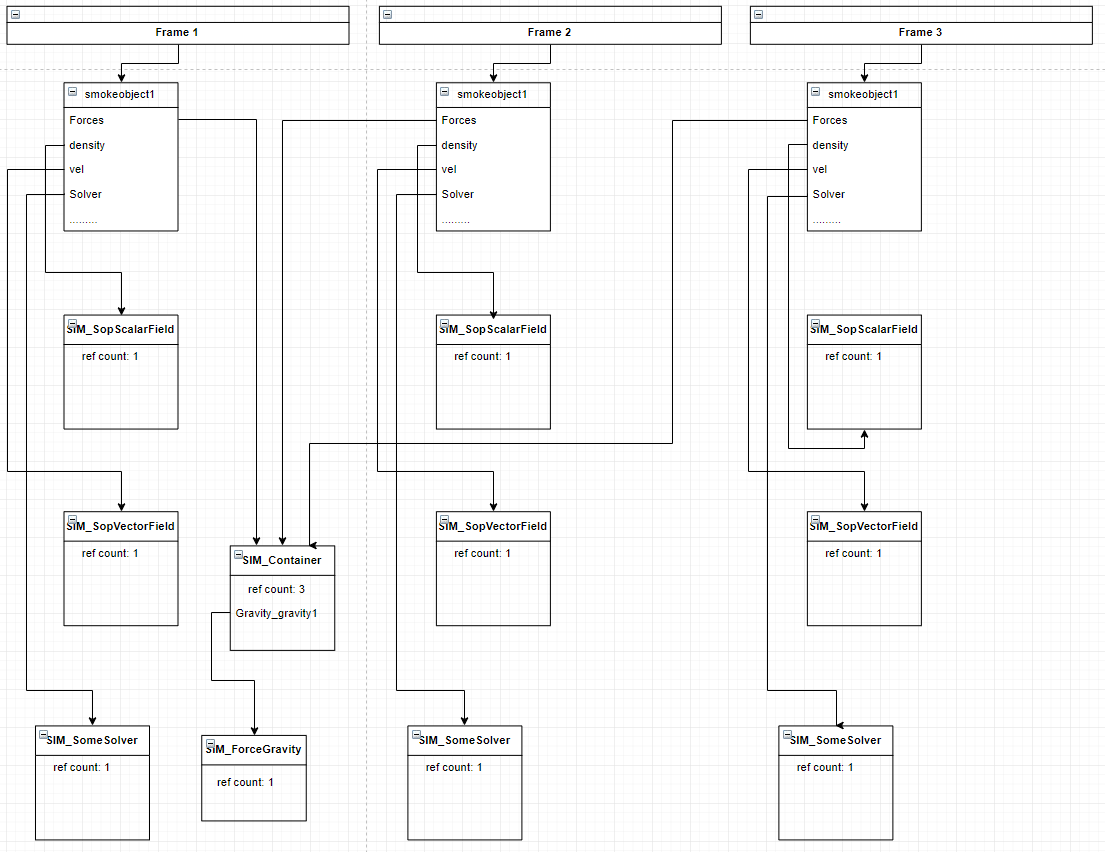 Frame 1
Frame 2
Frame 3
smokeobject1
Forces
density
vel
Solver
.........
smokeobject1
Forces
density
vel
Solver
.........
smokeobject1
Forces
density
vel
Solver
.........
SIM_SopScalarField
ref count: 1
SIM_SopScalarField
ref count: 1
SIM_SopScalarField
ref count: 1
SIM_SopVectorField
ref count: 1
SIM_Container
ref count: 3
Gravity_gravity1
SIM_SopVectorField
ref count: 1
SIM_SopVectorField
ref count: 1
SIM_SomeSolver
ref count: 1
SIM_ForceGravity
ref count: 1
SIM_SomeSolver
ref count: 1
SIM_SomeSolver
ref count: 1